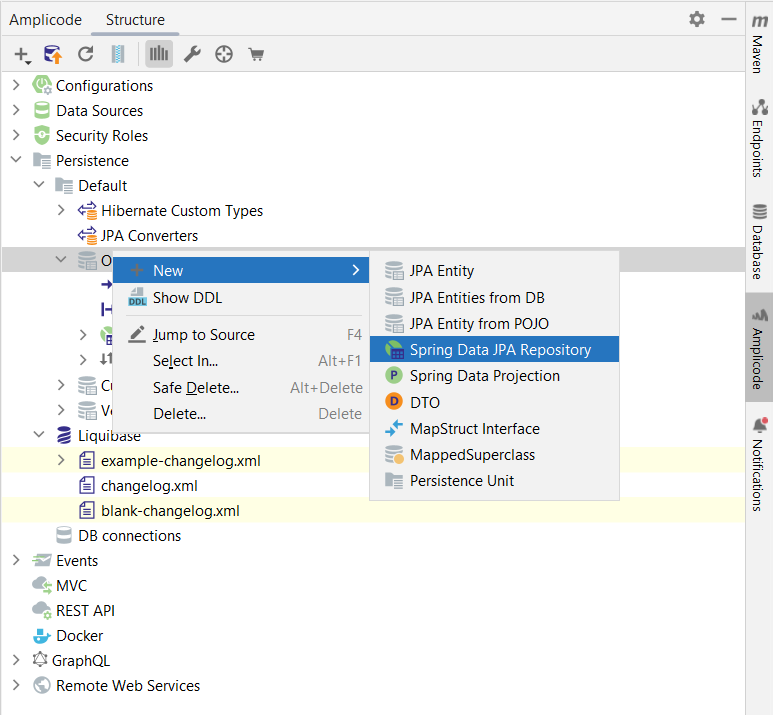 Amplicode Structure
Configurations
Data Sources
Security Roles
Persistence
Default
Hibernate Custom Types
JPA Converters
New
Show DDL
Jump to Source F4
Select In... Alt+F1
Safe Delete... Alt+Delete
Delete... Delete
JPA Entity
JPA Entities from DB
JPA Entity from POJO
Spring Data JPA Repository
P Spring Data Projection
D DTO
MapStruct Interface
MappedSuperclass
Persistence Unit
Liquibase
example-changelog.xml
changelog.xml
blank-changelog.xml
DB connections
Events
MVC
REST API
Docker
GraphQL
Remote Web Services
m Maven
Endpoints
Database
Amplicode
Notifications